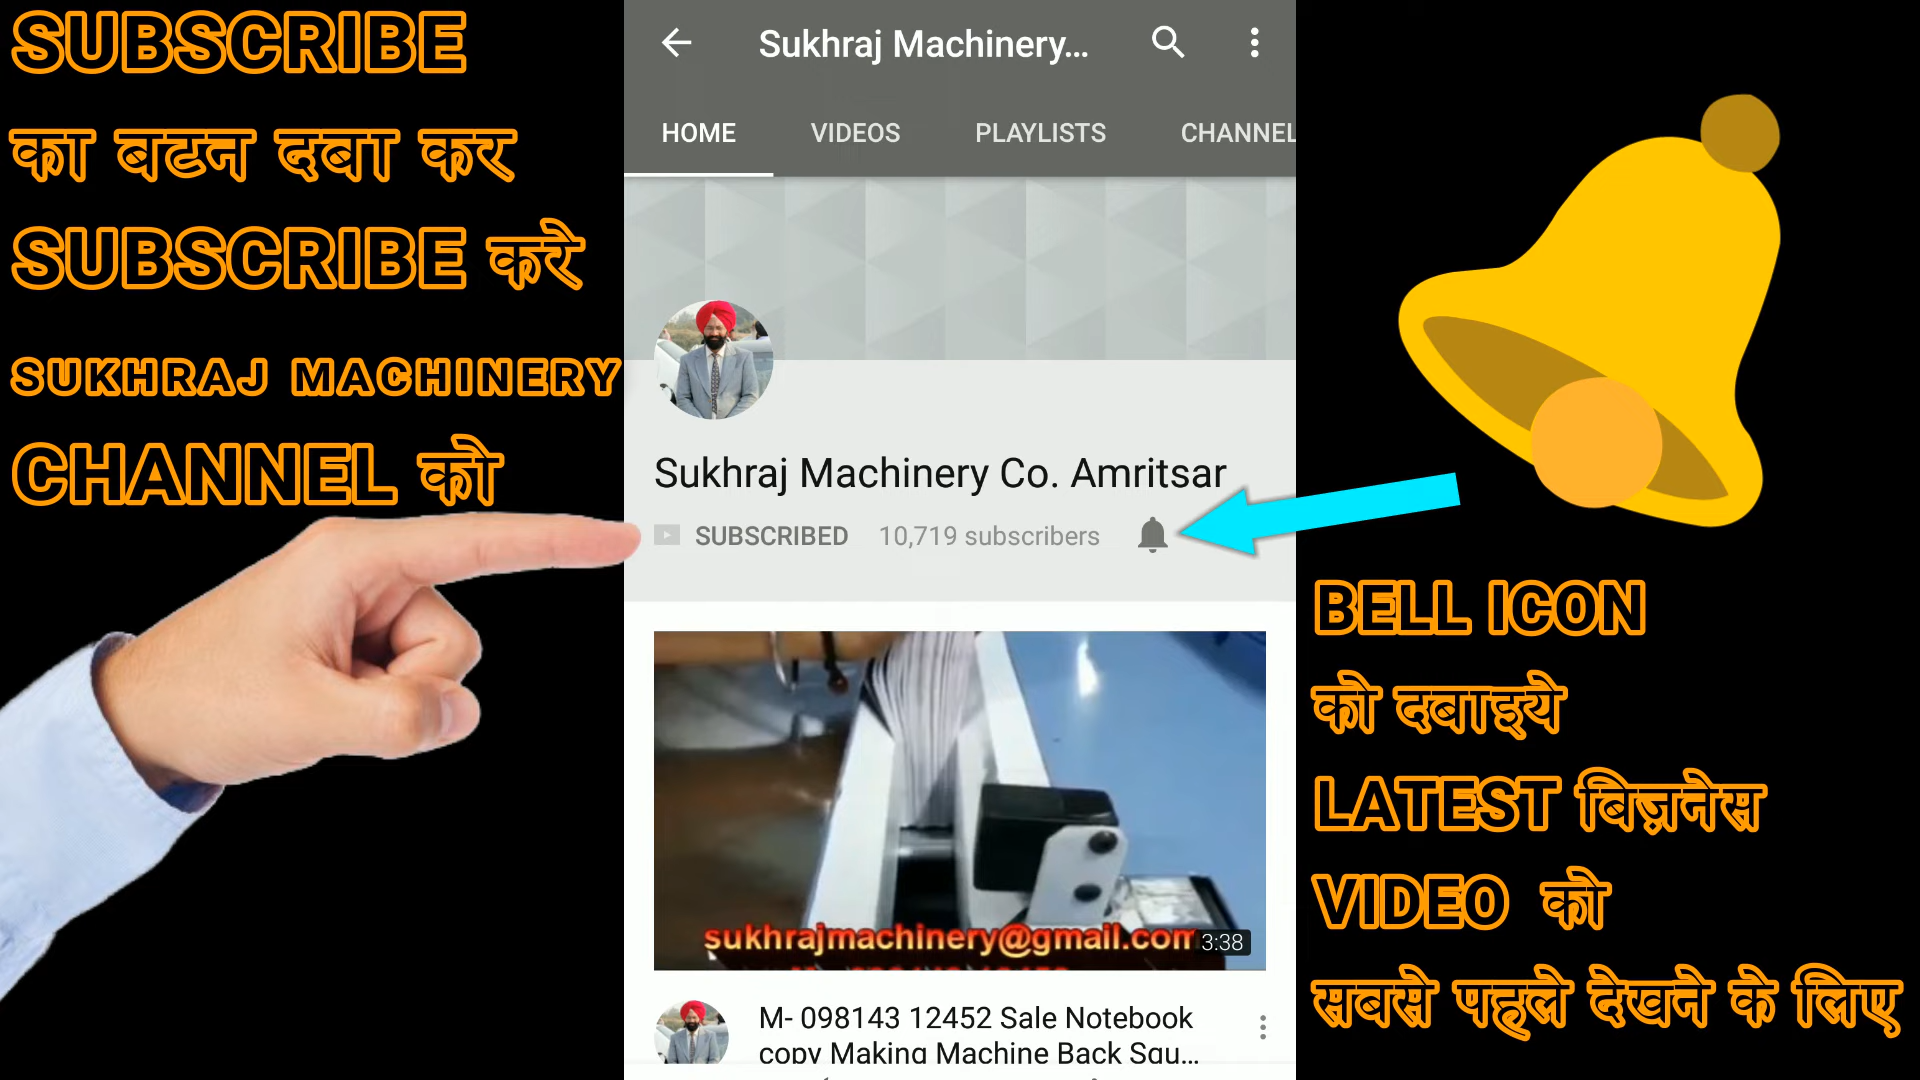 SUBSCRIBE
का बटन दबा कर
SUBSCRIBE करे
SUKHRAJ MACHINERY
CHANNEL को
Sukhraj Machinery...
HOME VIDEOS PLAYLISTS CHANNEL
Sukhraj Machinery Co. Amritsar
SUBSCRIBED 10,719 subscribers
sukhrajmachinery@gmail.com
3:38
M- 098143 12452 Sale Notebook
copy Making Machine Back Squ...
BELL ICON
को दबाइये
LATEST बिज़नेस
VIDEO को
सबसे पहले देखने के लिए